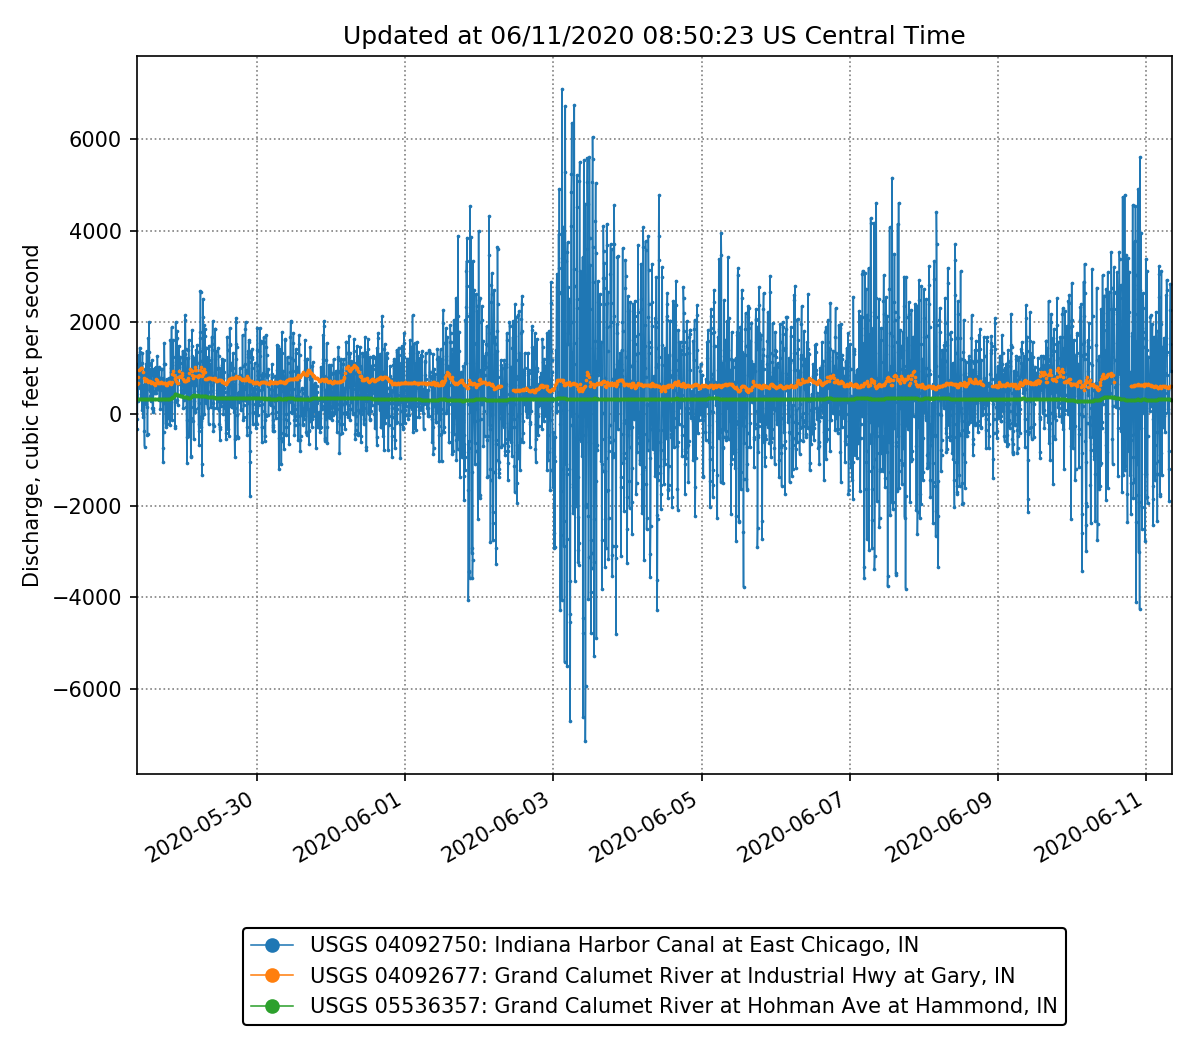 Updated at 06/11/2020 08:50:23 US Central Time
Discharge, cubic feet per second
6000
4000
2000
0
−2000
−4000
−6000
2020-05-30
2020-06-01
2020-06-03
2020-06-05
2020-06-07
2020-06-09
2020-06-11
USGS 04092750: Indiana Harbor Canal at East Chicago, IN
USGS 04092677: Grand Calumet River at Industrial Hwy at Gary, IN
USGS 05536357: Grand Calumet River at Hohman Ave at Hammond, IN